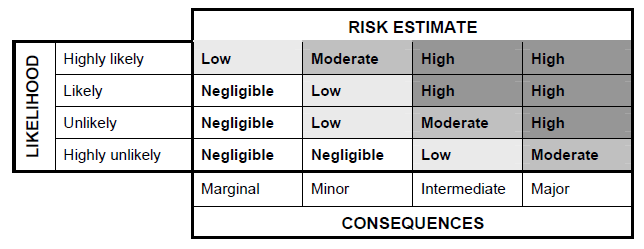 RISK ESTIMATE
LIKELIHOOD
Highly likely Low Moderate High High
Likely Negligible Low High High
Unlikely Negligible Low Moderate High
Highly unlikely Negligible Negligible Low Moderate
Marginal Minor Intermediate Major
CONSEQUENCES